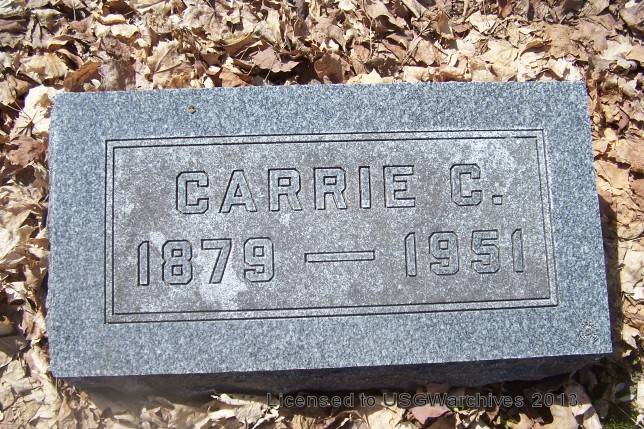 CARRIE C.
1879 — 1951
Licensed to USGWarchives 2013